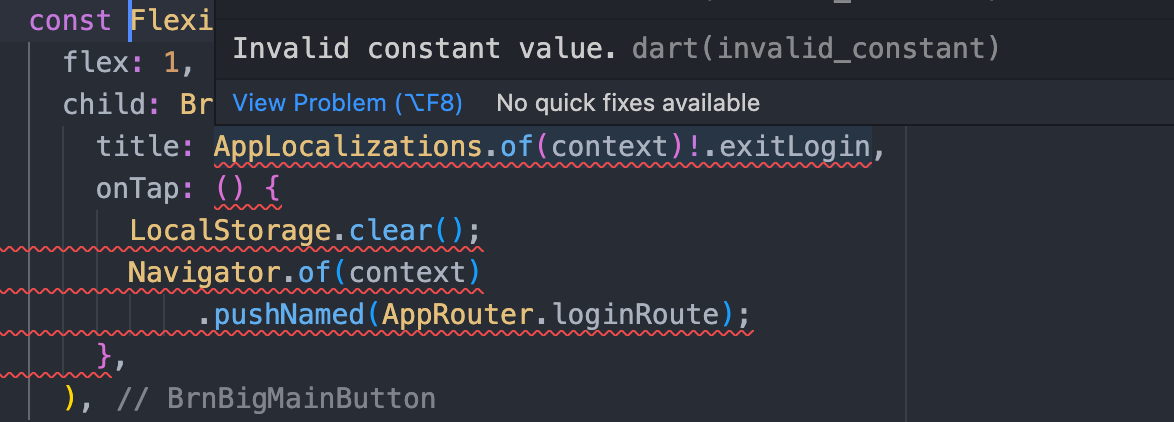 const Flexi
Invalid constant value. dart(invalid_constant)
flex: 1,
child: Br
View Problem (⌥F8) No quick fixes available
title: AppLocalizations.of(context)!.exitLogin,
onTap: () {
LocalStorage.clear();
Navigator.of(context)
.pushNamed(AppRouter.loginRoute);
},
), // BrnBigMainButton